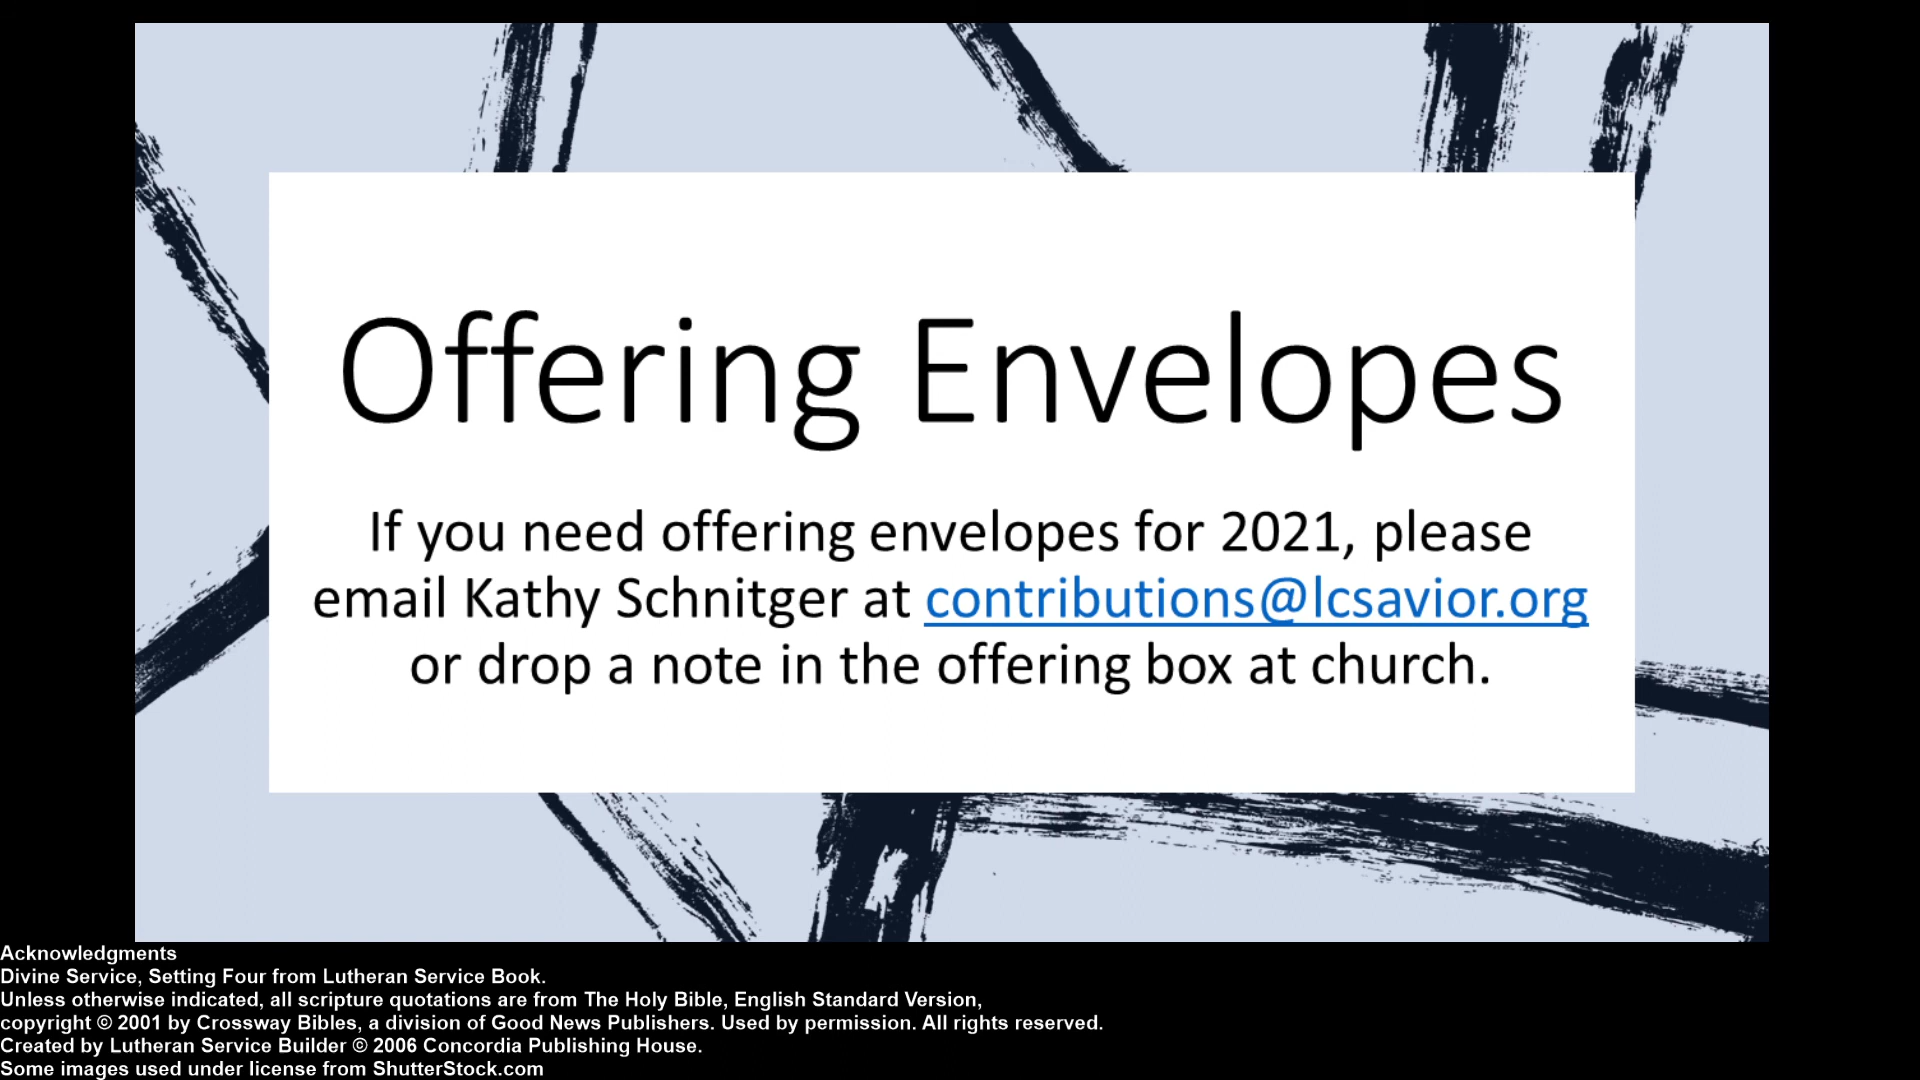 Offering Envelopes
If you need offering envelopes for 2021, please
email Kathy Schnitger at contributions@lcsavior.org
or drop a note in the offering box at church.
Acknowledgments
Divine Service, Setting Four from Lutheran Service Book.
Unless otherwise indicated, all scripture quotations are from The Holy Bible, English Standard Version,
copyright © 2001 by Crossway Bibles, a division of Good News Publishers. Used by permission. All rights reserved.
Created by Lutheran Service Builder © 2006 Concordia Publishing House.
Some images used under license from ShutterStock.com